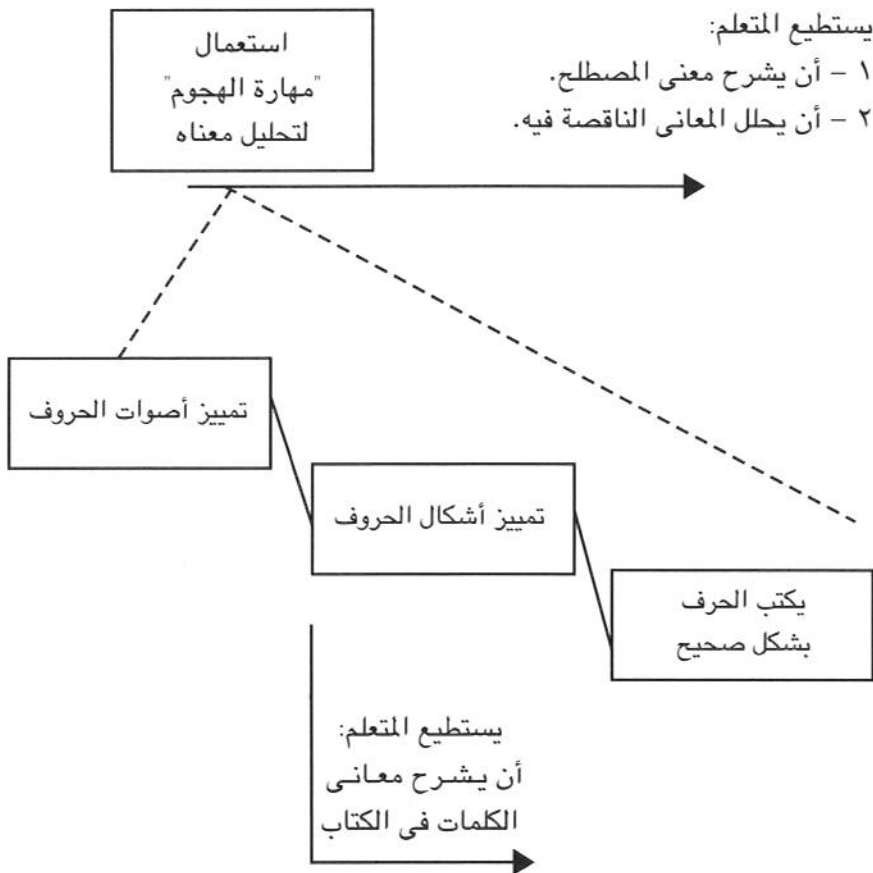 يستطيع المتعلم:
١ – أن يشرح معنى المصطلح.
٢ – أن يحلل المعانى الناقصة فيه.
استعمال
"مهارة الهجوم"
لتحليل معناه
تمييز أصوات الحروف
تمييز أشكال الحروف
يكتب الحرف
بشكل صحيح
يستطيع المتعلم:
أن يشرح معانى
الكلمات فى الكتاب